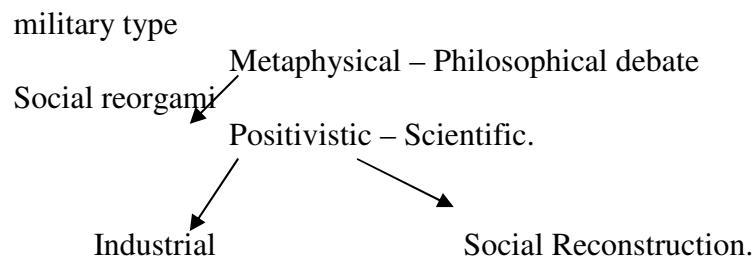 military type
Metaphysical – Philosophical debate
Social reorgami
Positivistic – Scientific.
Industrial Social Reconstruction.